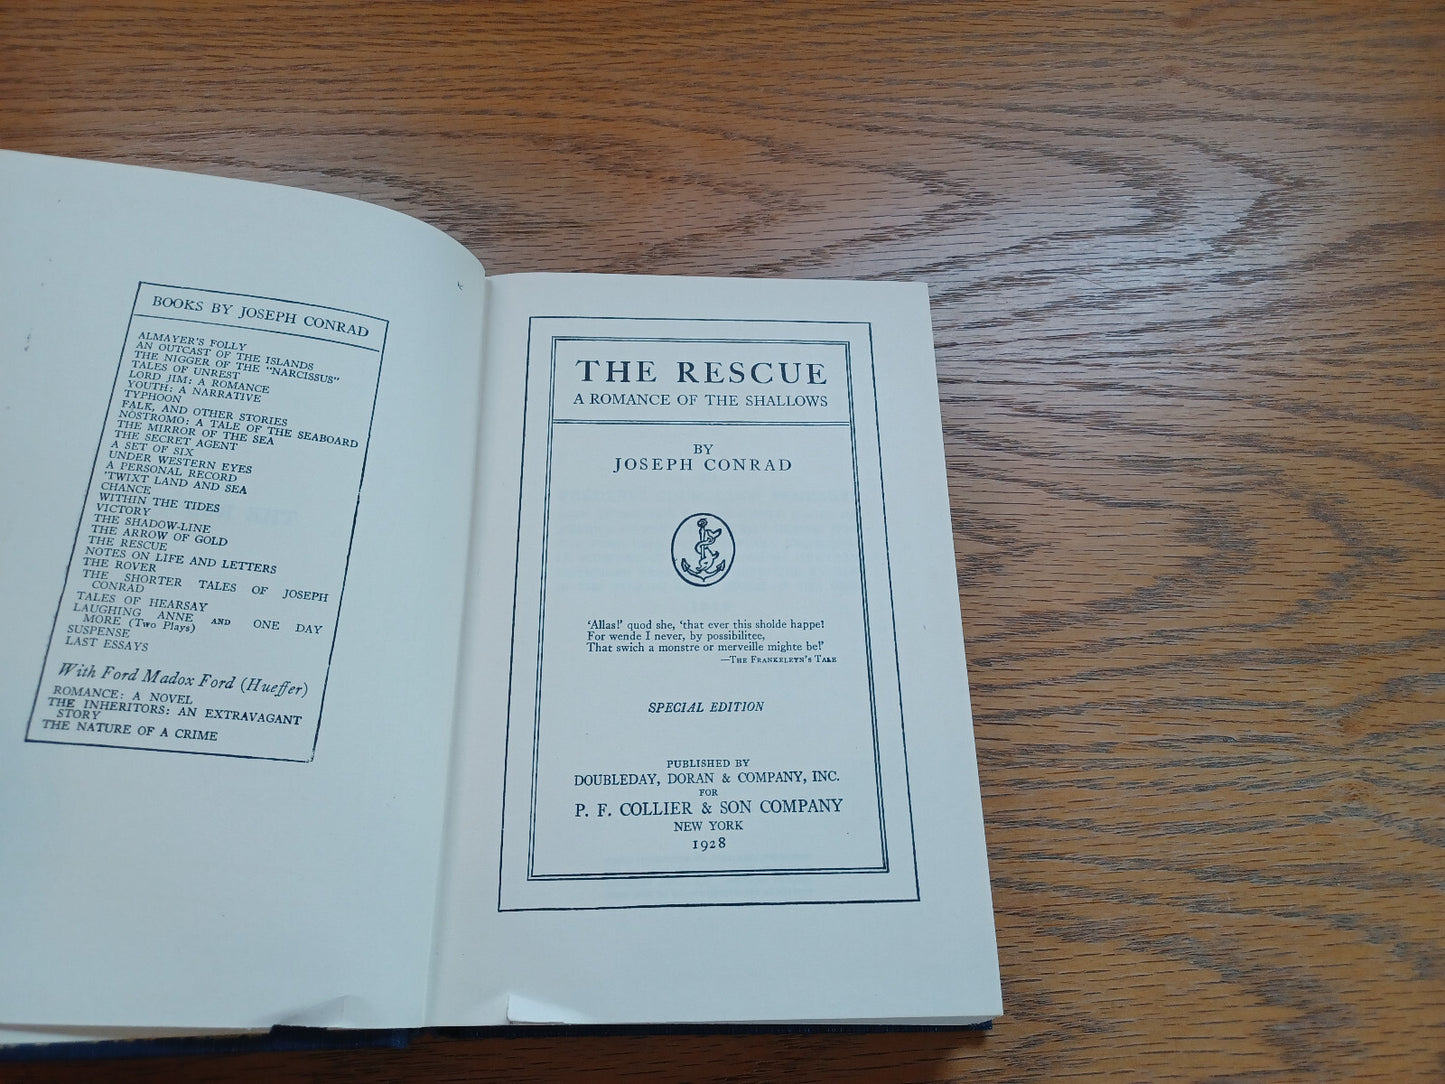 BOOKS BY JOSEPH CONRAD
ALMAYER'S FOLLY
AN OUTCAST OF THE ISLANDS
THE NIGGER OF THE "NARCISSUS"
TALES OF UNREST
LORD JIM: A ROMANCE
YOUTH: A NARRATIVE
TYPHOON
FALK, AND OTHER STORIES
NOSTROMO: A TALE OF THE SEABOARD
THE MIRROR OF THE SEA
THE SECRET AGENT
A SET OF SIX
UNDER WESTERN EYES
A PERSONAL RECORD
'TWIXT LAND AND SEA
CHANCE
WITHIN THE TIDES
VICTORY
THE SHADOW-LINE
THE ARROW OF GOLD
THE RESCUE
NOTES ON LIFE AND LETTERS
THE ROVER
THE SHORTER TALES OF JOSEPH
CONRAD
TALES OF HEARSAY
LAUGHING ANNE AND ONE DAY
MORE (Two Plays)
SUSPENSE
LAST ESSAYS
With Ford Madox Ford (Hueffer)
ROMANCE: A NOVEL
THE INHERITORS: AN EXTRAVAGANT
STORY
THE NATURE OF A CRIME
THE RESCUE
A ROMANCE OF THE SHALLOWS
BY
JOSEPH CONRAD
'Allas!' quod she, 'that ever this sholde happe!
For wende I never, by possibilitee,
That swich a monstre or merveille mighte be!'
—THE FRANKELEYN'S TALE
SPECIAL EDITION
PUBLISHED BY
DOUBLEDAY, DORAN & COMPANY, INC.
FOR
P. F. COLLIER & SON COMPANY
NEW YORK
1928